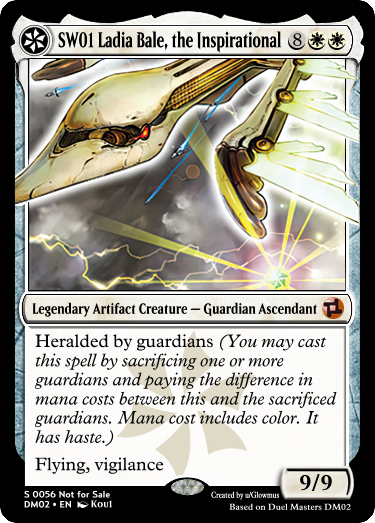 SW01 Ladia Bale, the Inspirational 8
Legendary Artifact Creature — Guardian Ascendant
Heralded by guardians (You may cast
this spell by sacrificing one or more
guardians and paying the difference in
mana costs between this and the sacrificed
guardians. Mana cost includes color. It
has haste.)
Flying, vigilance
9/9
S 0056 Not for Sale
DM02 • EN Koul
Created by u/Glowmus
Based on Duel Masters DM02